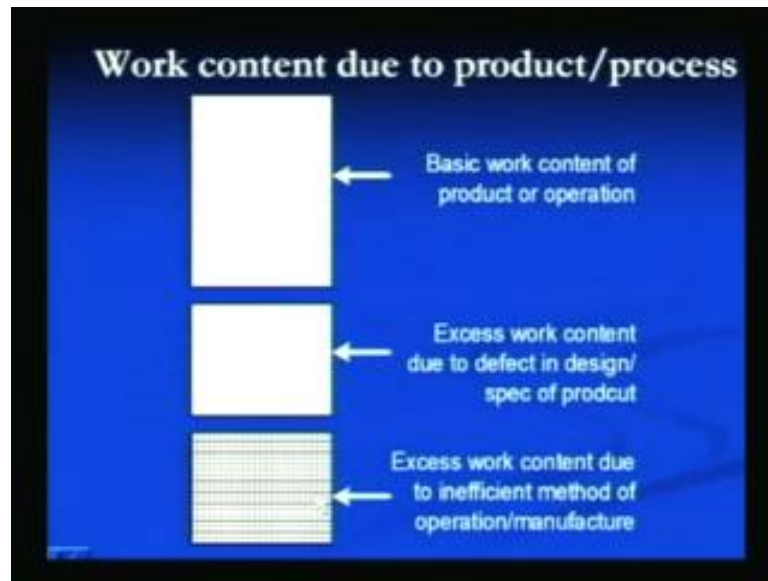 Work content due to product/process
Basic work content of
product or operation
Excess work content
due to defect in design/
spec of prodcut
Excess work content due
to inefficient method of
operation/manufacture